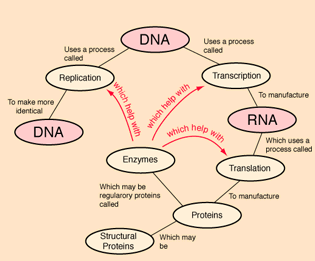 DNA
Uses a process
called
Uses a process
called
Replication
Transcription
which help with
which help with
To make more
identical
To manufacture
DNA
RNA
which help with
Which uses a
process called
Enzymes
Translation
Which may be
regularory proteins
called
To manufacture
Proteins
Structural
Proteins
Which may
be